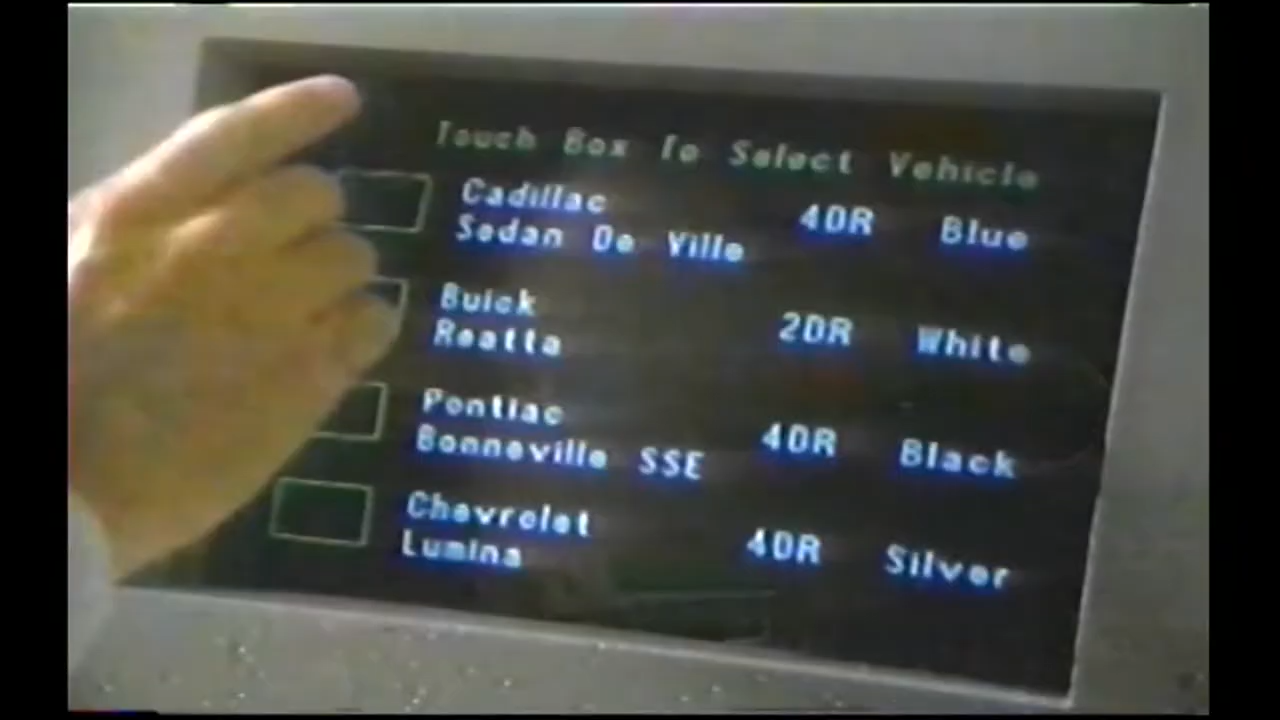 Touch Box To Select Vehicle
Cadillac 4DR Blue
Sedan De Ville
Buick 2DR White
Reatta
Pontiac 4DR Black
Bonneville SSE
Chevrolet 4DR Silver
Lumina